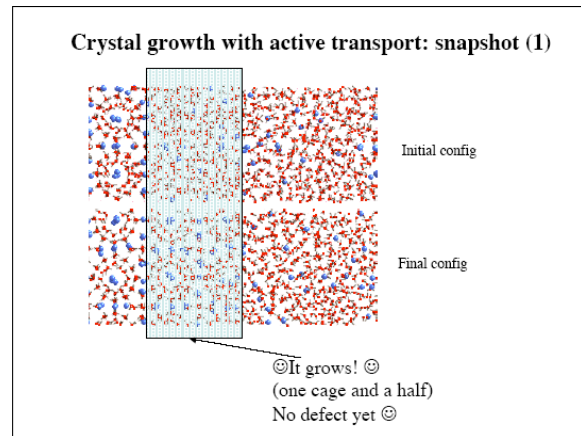 Crystal growth with active transport: snapshot (1)
Initial config
Final config
☺It grows! ☺
(one cage and a half)
No defect yet ☺